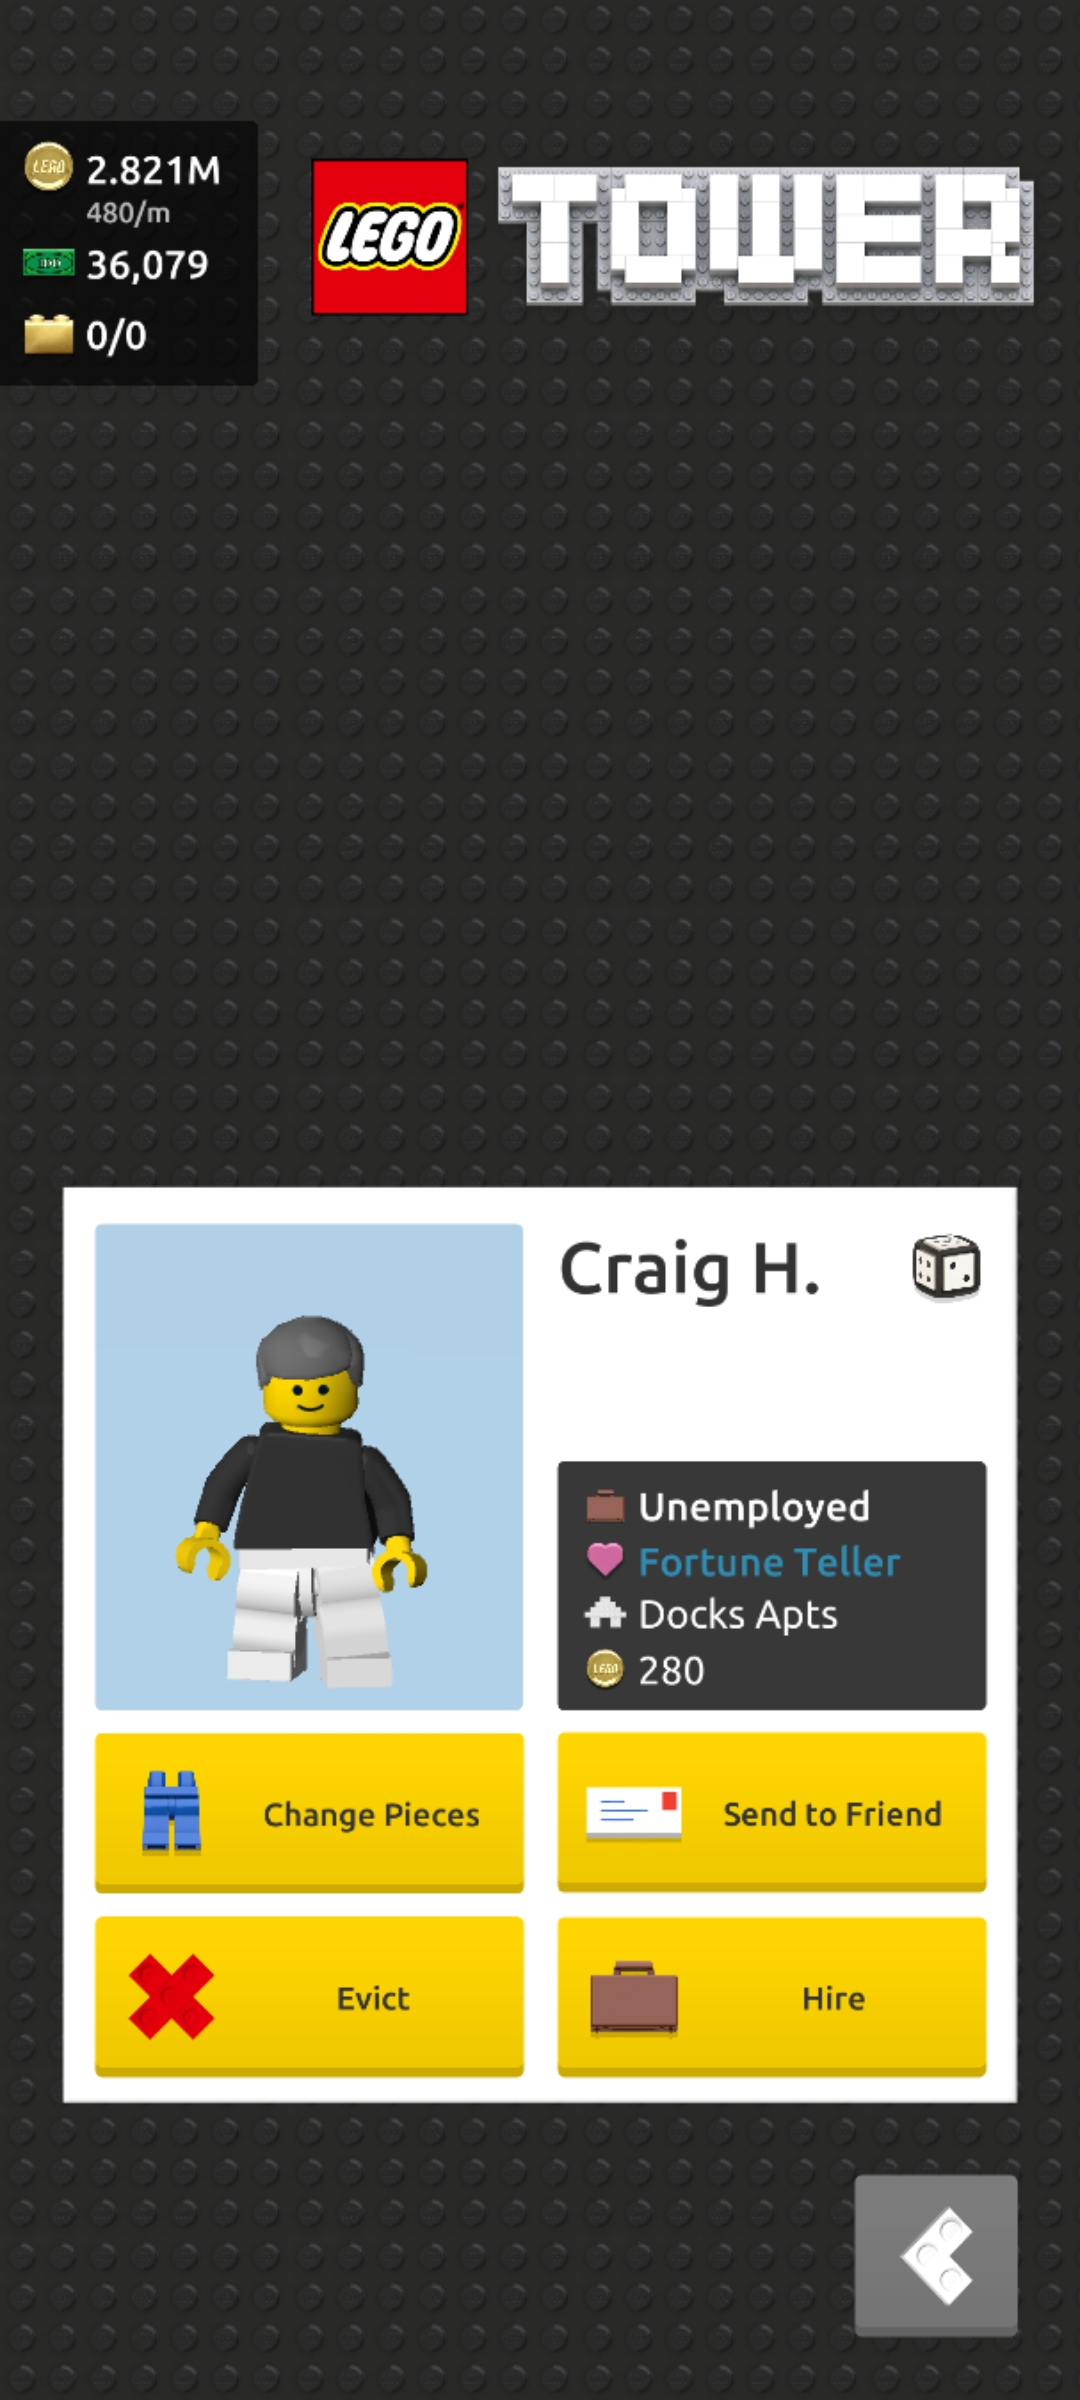 2.821M
480/m
36,079
0/0
LEGO TOWER
Craig H.
Unemployed
Fortune Teller
Docks Apts
280
Change Pieces
Send to Friend
Evict
Hire